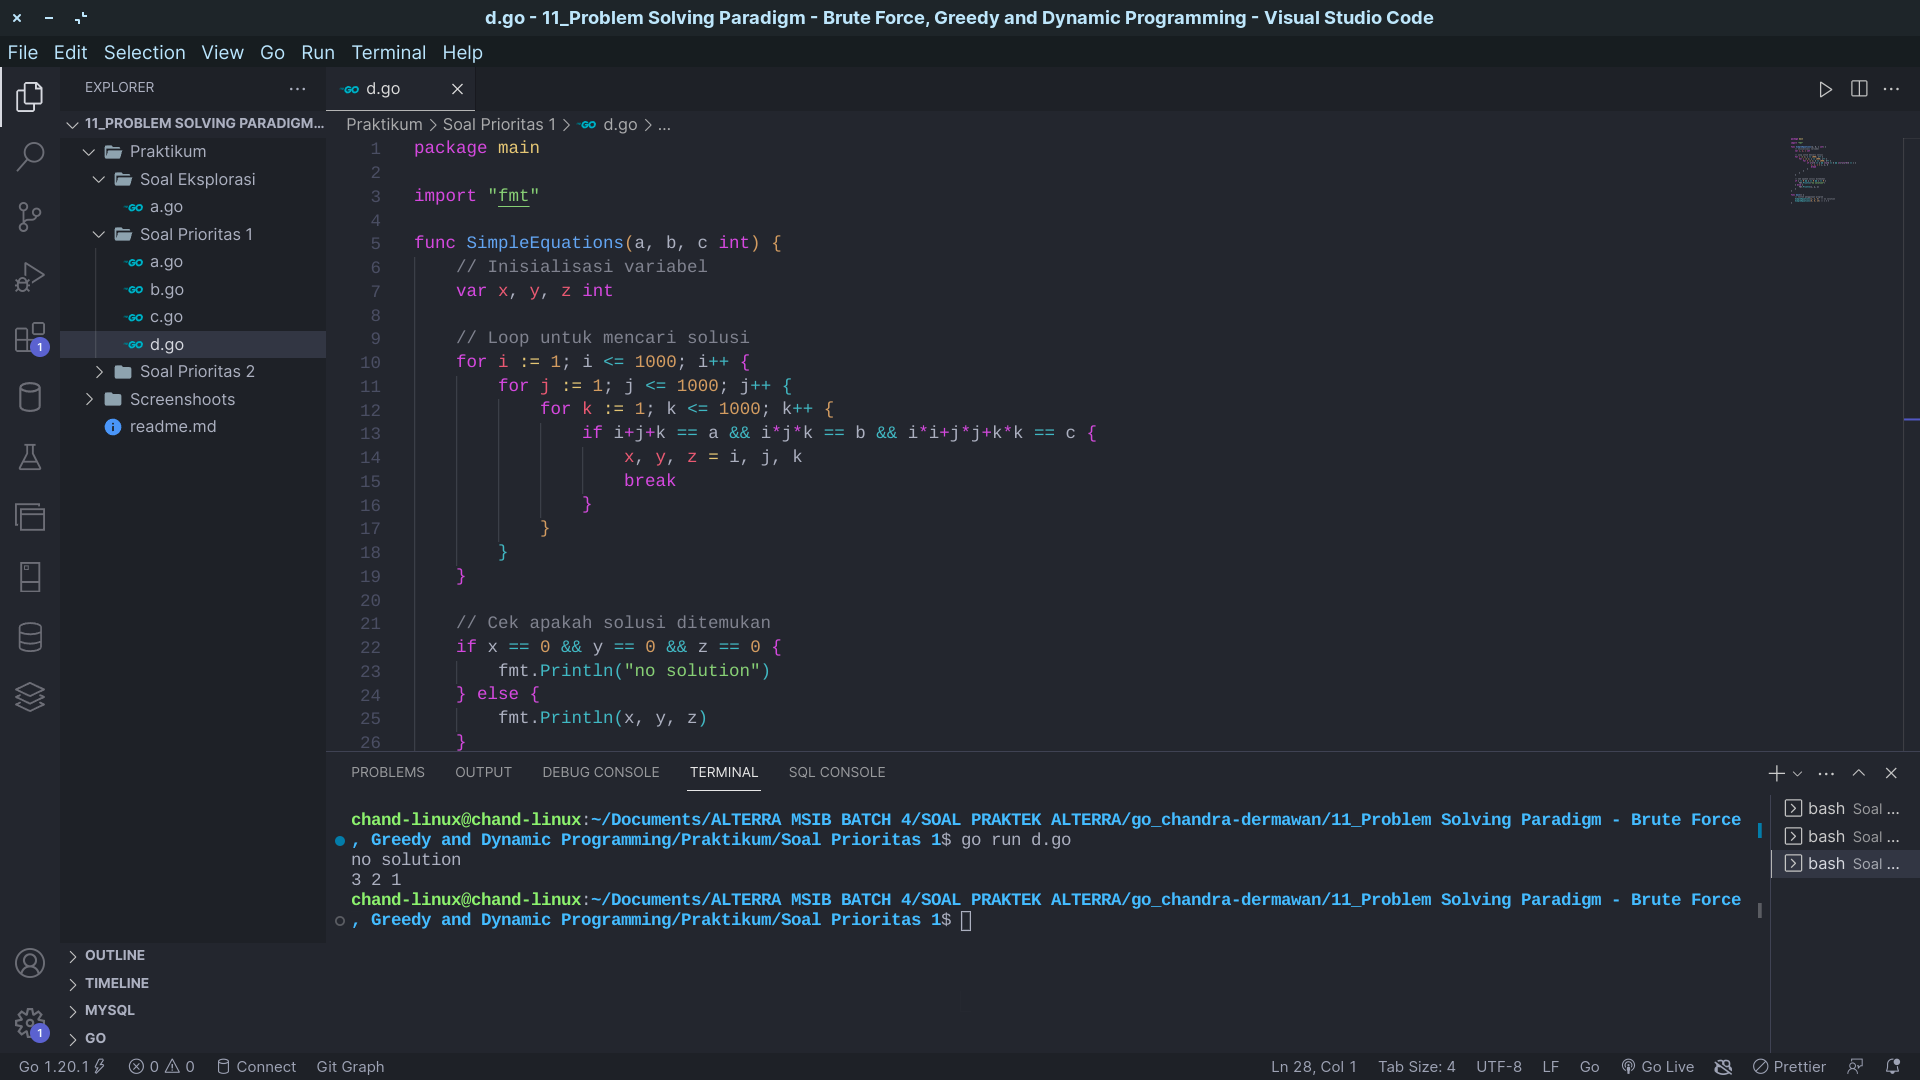 d.go - 11_Problem Solving Paradigm - Brute Force, Greedy and Dynamic Programming - Visual Studio Code
File Edit Selection View Go Run Terminal Help
EXPLORER
11_PROBLEM SOLVING PARADIGM...
Praktikum
Soal Eksplorasi
a.go
Soal Prioritas 1
a.go
b.go
c.go
d.go
Soal Prioritas 2
Screenshoots
readme.md
OUTLINE
TIMELINE
MYSQL
GO
d.go
Praktikum > Soal Prioritas 1 > d.go > ...
1 package main
2
3 import "fmt"
4
5 func SimpleEquations(a, b, c int) {
6     // Inisialisasi variabel
7     var x, y, z int
8
9     // Loop untuk mencari solusi
10     for i := 1; i <= 1000; i++ {
11         for j := 1; j <= 1000; j++ {
12             for k := 1; k <= 1000; k++ {
13                 if i+j+k == a && i*j*k == b && i*i+j*j+k*k == c {
14                     x, y, z = i, j, k
15                     break
16                 }
17             }
18         }
19     }
20
21     // Cek apakah solusi ditemukan
22     if x == 0 && y == 0 && z == 0 {
23         fmt.Println("no solution")
24     } else {
25         fmt.Println(x, y, z)
26     }
PROBLEMS OUTPUT DEBUG CONSOLE TERMINAL SQL CONSOLE
chand-linux@chand-linux:~/Documents/ALTERRA MSIB BATCH 4/SOAL PRAKTEK ALTERRA/go_chandra-dermawan/11_Problem Solving Paradigm - Brute Force
, Greedy and Dynamic Programming/Praktikum/Soal Prioritas 1$ go run d.go
no solution
3 2 1
chand-linux@chand-linux:~/Documents/ALTERRA MSIB BATCH 4/SOAL PRAKTEK ALTERRA/go_chandra-dermawan/11_Problem Solving Paradigm - Brute Force
, Greedy and Dynamic Programming/Praktikum/Soal Prioritas 1$
bash Soal ...
bash Soal ...
bash Soal ...
1
1
Go 1.20.1 0 0 Connect Git Graph Ln 28, Col 1 Tab Size: 4 UTF-8 LF Go Go Live Prettier